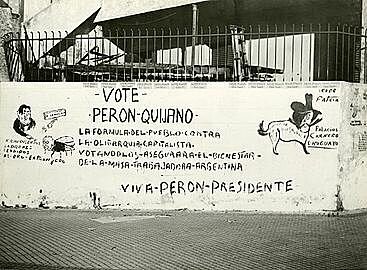 -VOTE-
-PERON-QUIJANO-
LA FORMULA-DEL-PUEBLO-CONTRA
LA-OLIGARQUIA-CAPITALISTA.
VOTANDOLOS-ASEGURARA-EL-BIENESTAR-
DE-LA-MASA-TRABAJADORA-ARGENTINA
VIVA-PERON-PRESIDENTE
PALACIOS